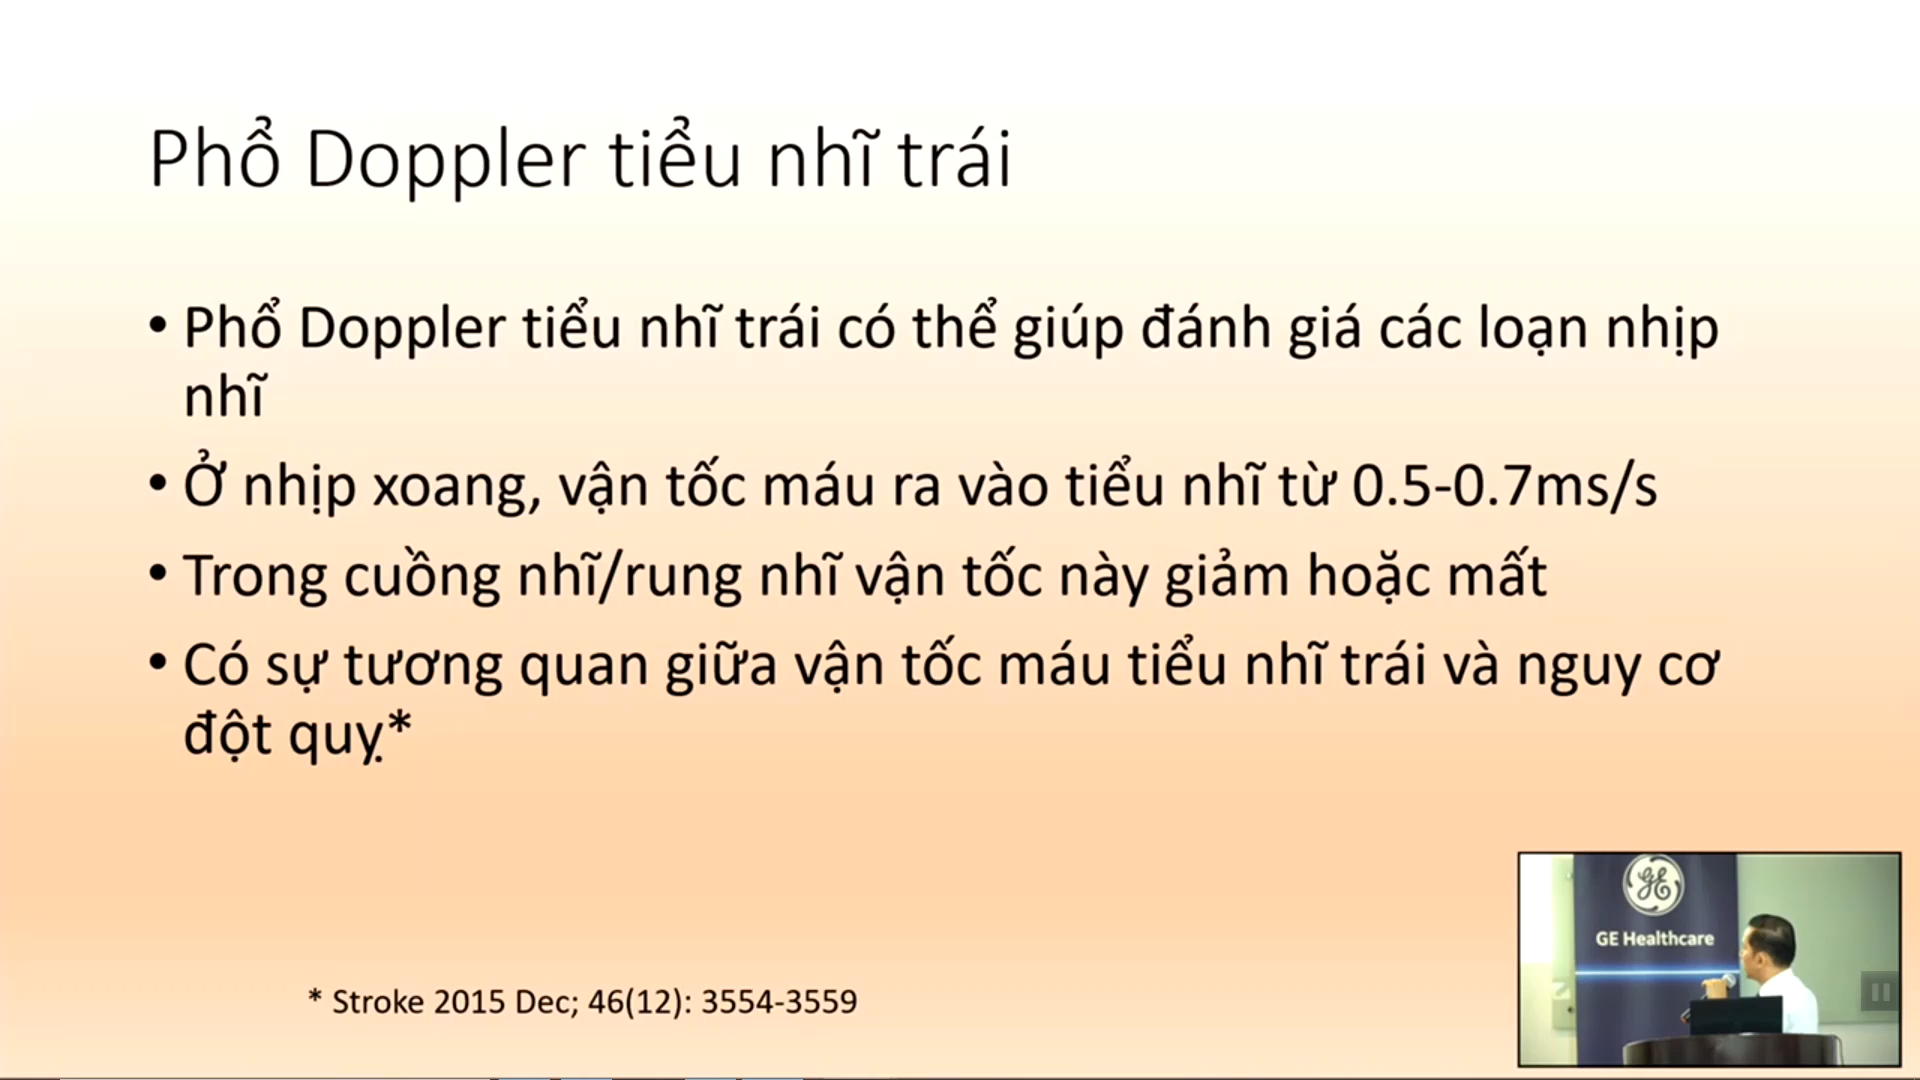 Phổ Doppler tiểu nhĩ trái
• Phổ Doppler tiểu nhĩ trái có thể giúp đánh giá các loạn nhịp
nhĩ
• Ở nhịp xoang, vận tốc máu ra vào tiểu nhĩ từ 0.5-0.7ms/s
• Trong cuồng nhĩ/rung nhĩ vận tốc này giảm hoặc mất
• Có sự tương quan giữa vận tốc máu tiểu nhĩ trái và nguy cơ
đột quỵ*
* Stroke 2015 Dec; 46(12): 3554-3559
GE
GE Healthcare